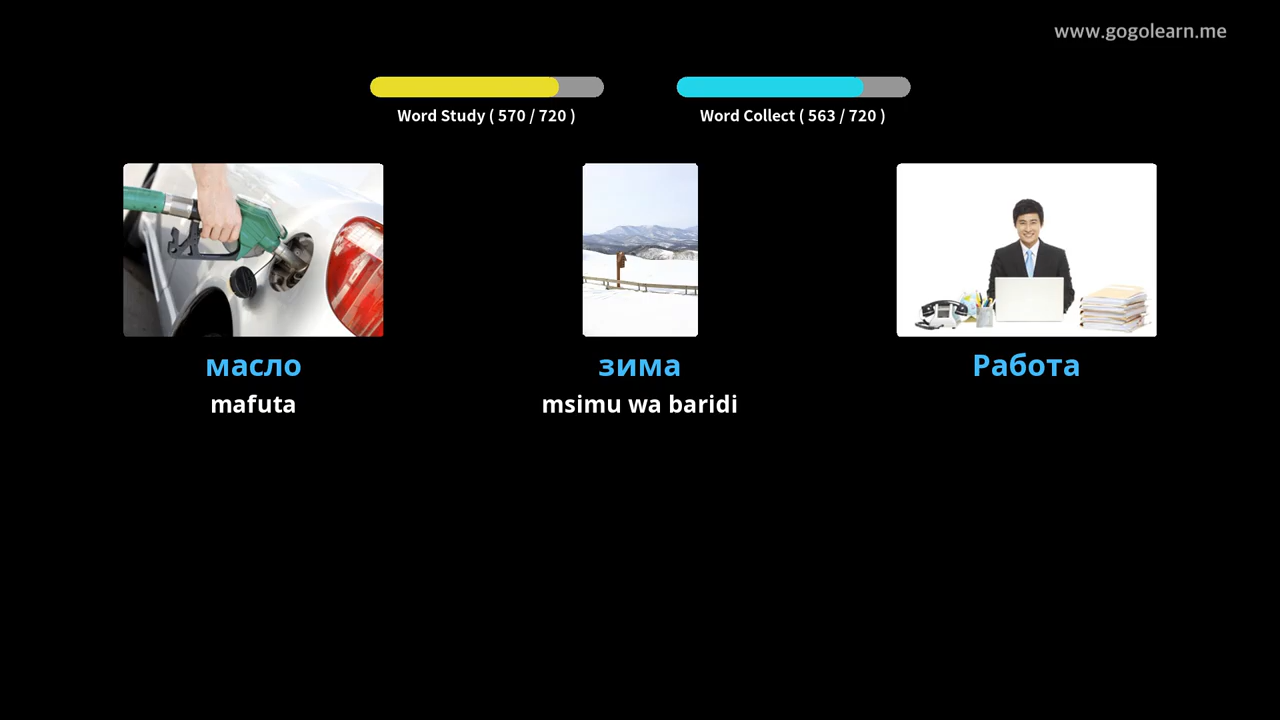 www.gogolearn.me
Word Study ( 570 / 720 )
Word Collect ( 563 / 720 )
масло
зима
Работа
mafuta
msimu wa baridi